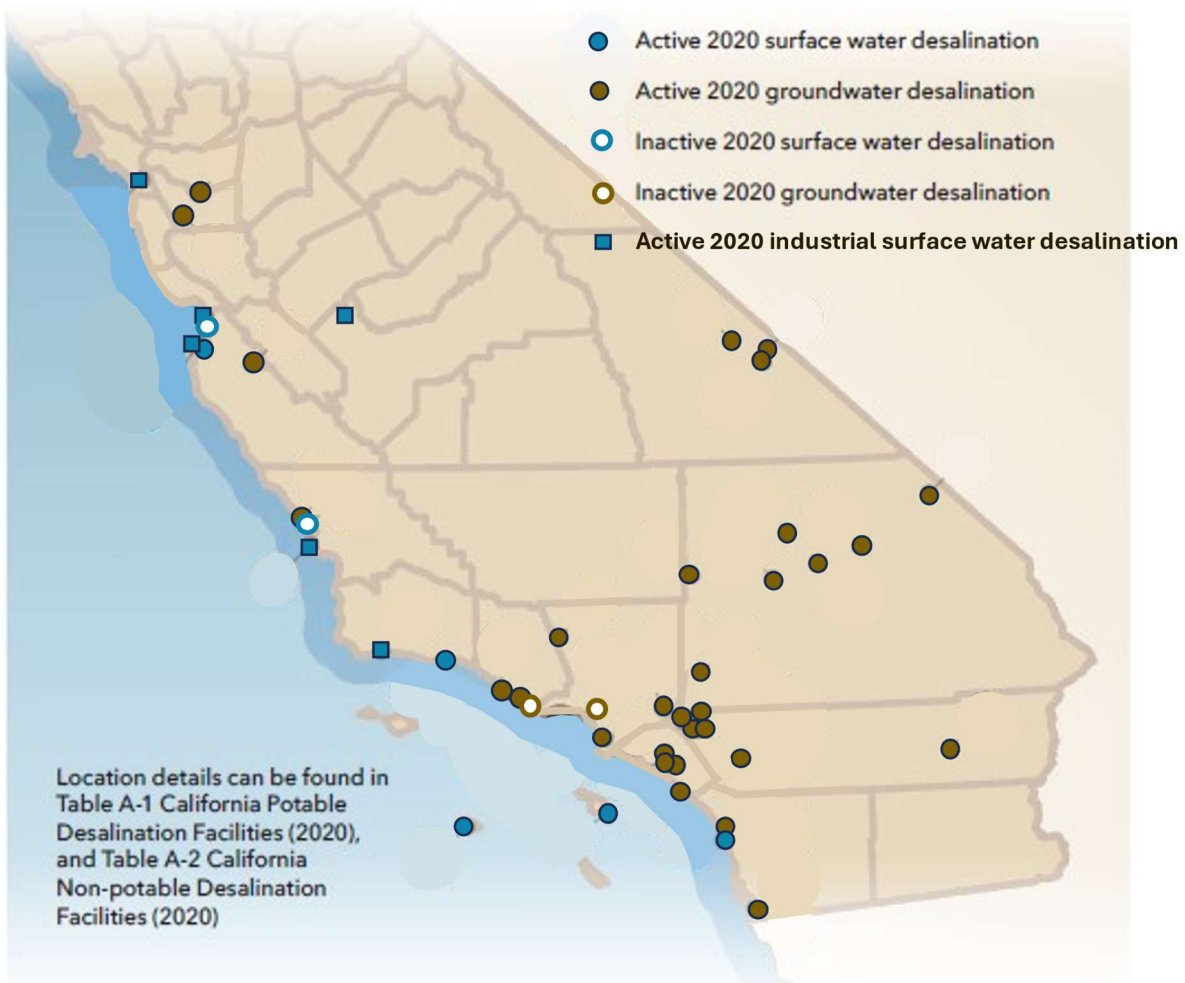 Active 2020 surface water desalination
Active 2020 groundwater desalination
Inactive 2020 surface water desalination
Inactive 2020 groundwater desalination
Active 2020 industrial surface water desalination
Location details can be found in
Table A-1 California Potable
Desalination Facilities (2020),
and Table A-2 California
Non-potable Desalination
Facilities (2020)